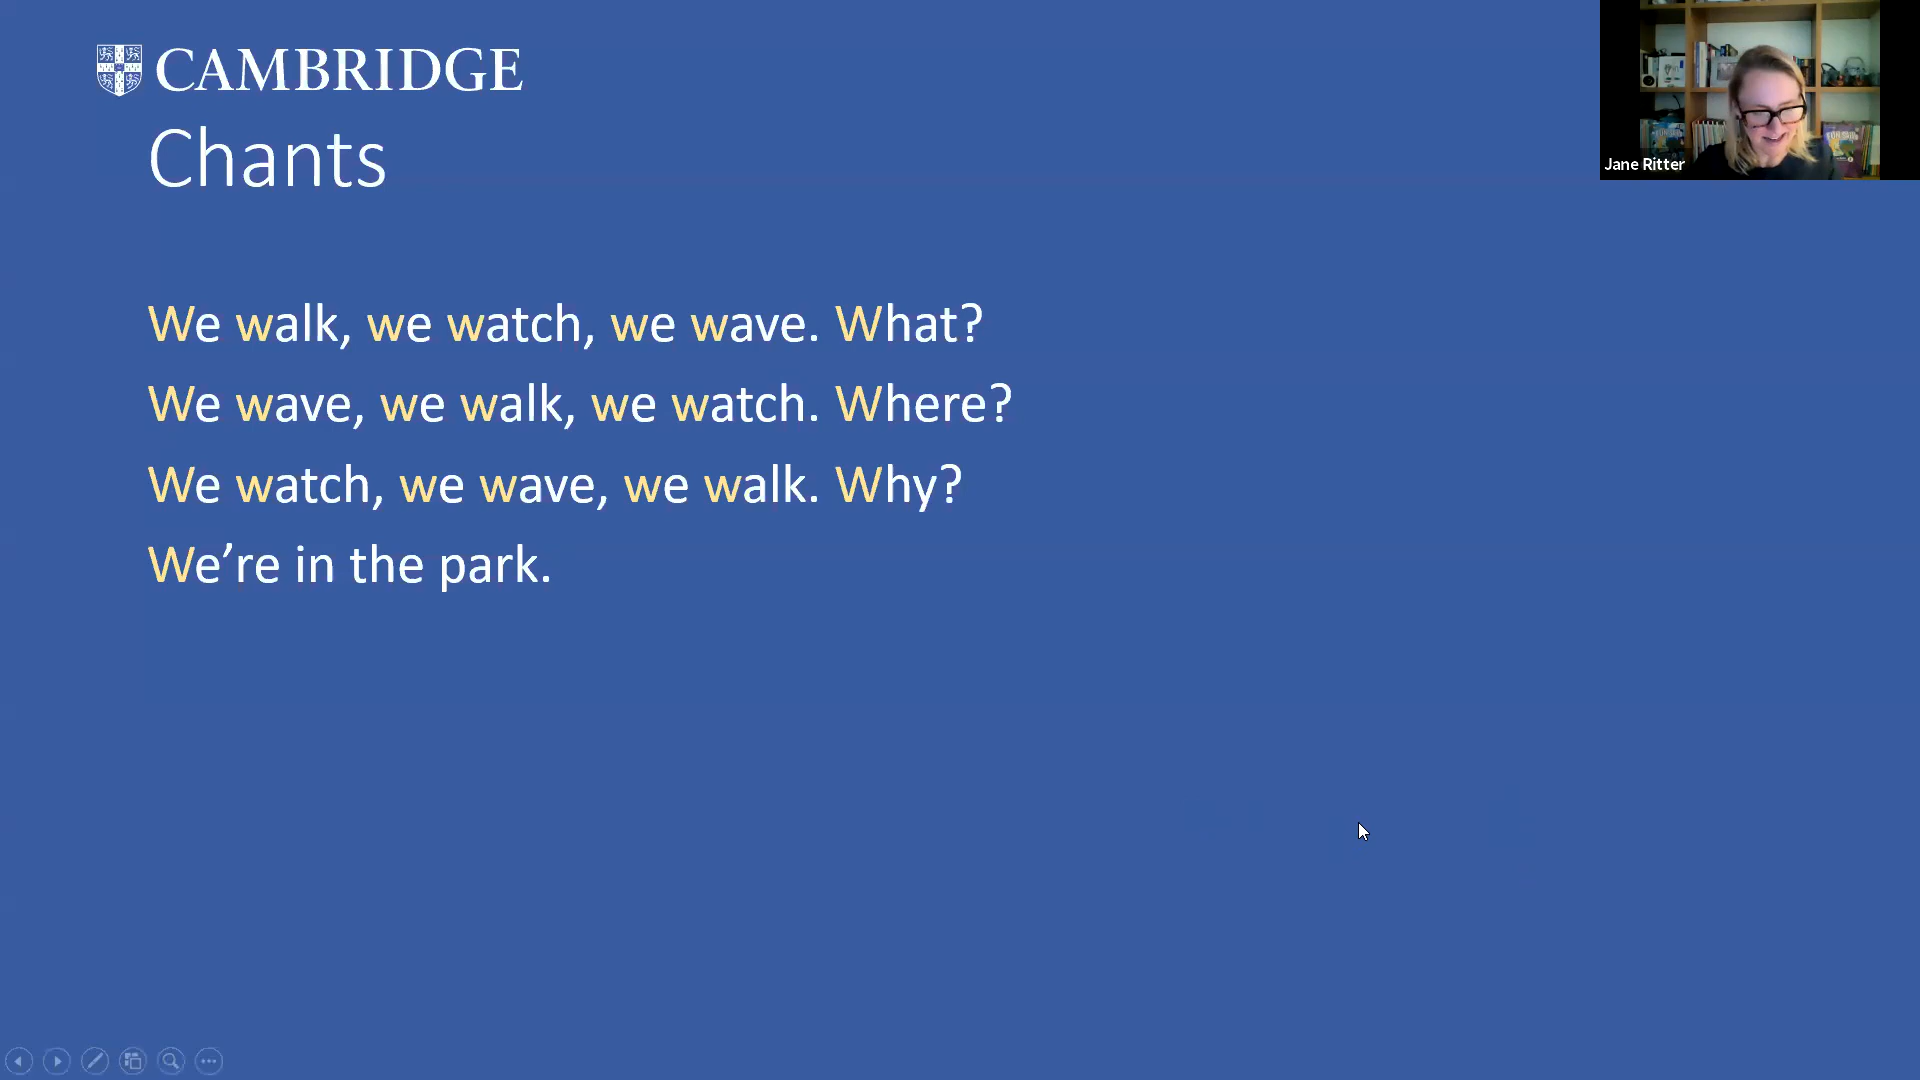 CAMBRIDGE
Chants
Jane Ritter
We walk, we watch, we wave. What?
We wave, we walk, we watch. Where?
We watch, we wave, we walk. Why?
We’re in the park.